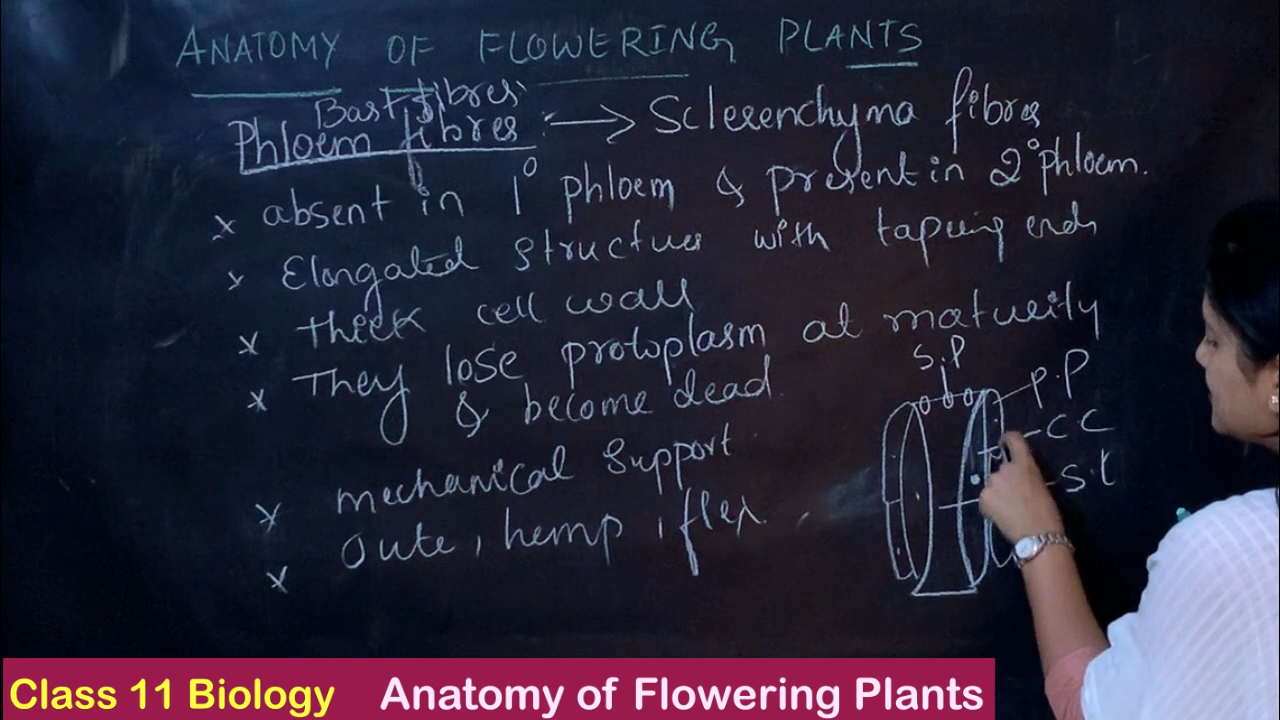 ANATOMY OF FLOWERING PLANTS
Bast fibres
Phloem fibres : → Sclerenchyma fibres
x absent in 1° phloem & present in 2° phloem.
x Elongated structures with tapering ends
x thick cell wall
x They lose protoplasm at maturity
& become dead
x mechanical support
x Jute, hemp, flex.
S.P
P.P
C C
S.t
Class 11 Biology Anatomy of Flowering Plants